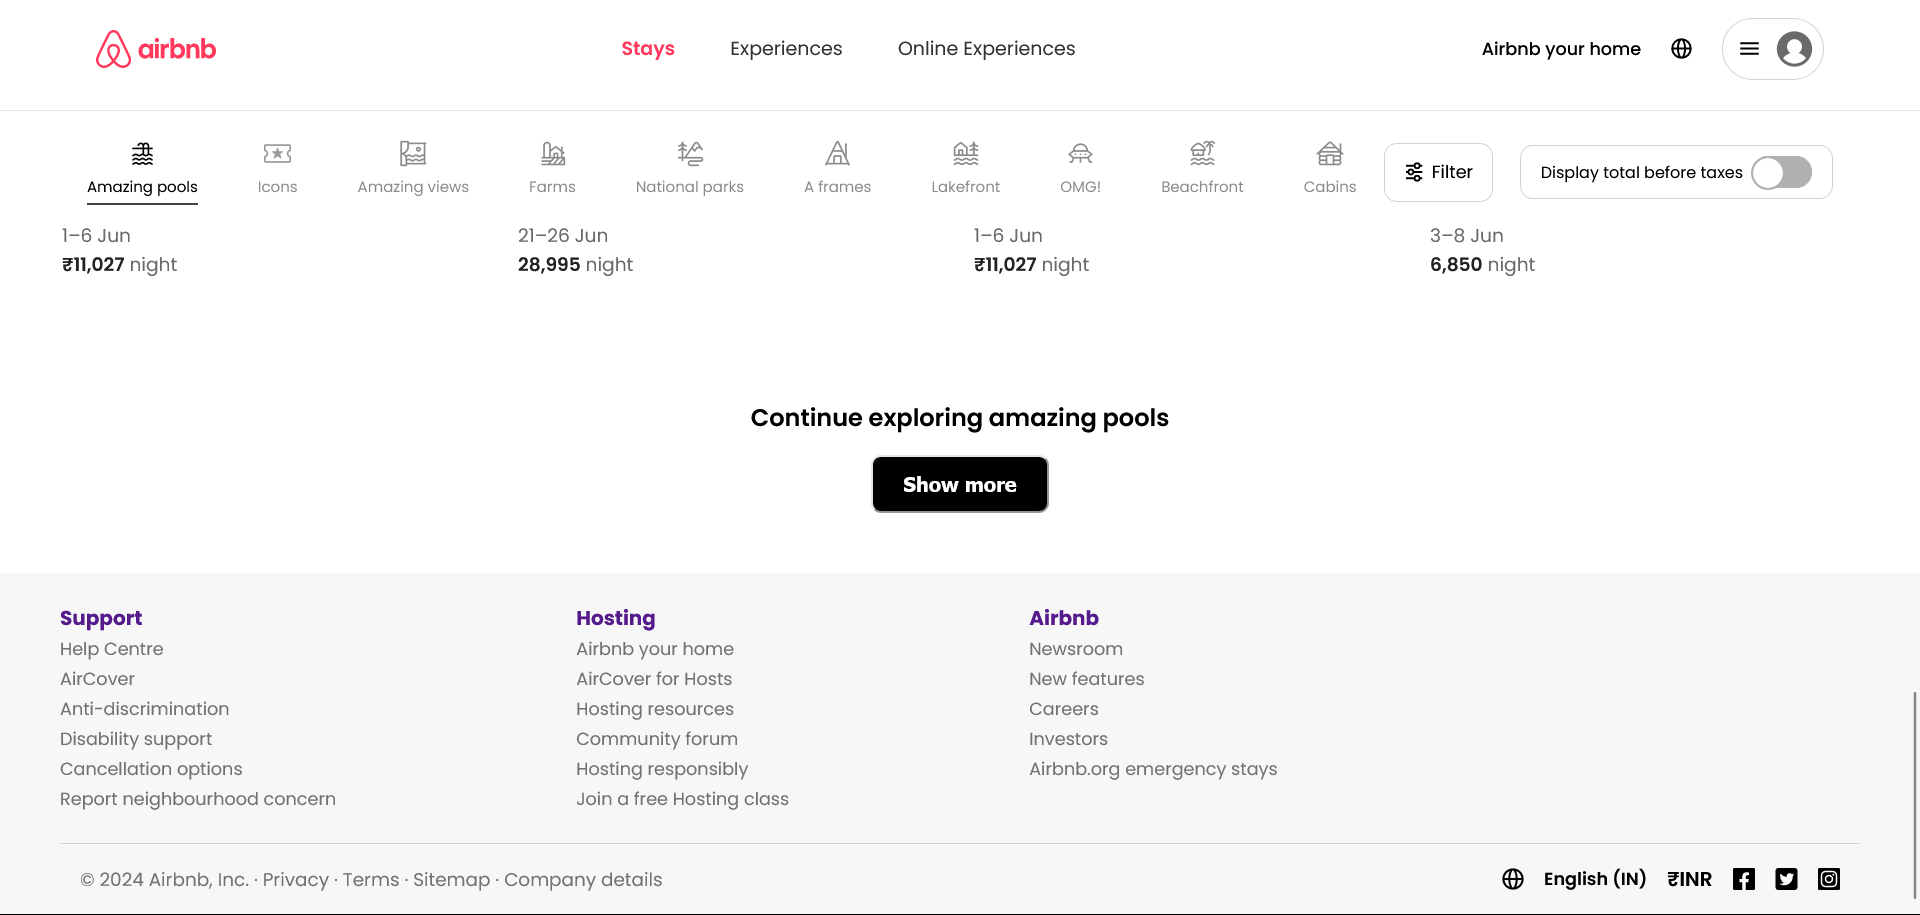 airbnb Stays Experiences Online Experiences Airbnb your home
Amazing pools Icons Amazing views Farms National parks A frames Lakefront OMG! Beachfront Cabins Filter Display total before taxes
1–6 Jun 21–26 Jun 1–6 Jun 3–8 Jun
₹11,027 night 28,995 night ₹11,027 night 6,850 night
Continue exploring amazing pools
Show more
Support
Help Centre
AirCover
Anti-discrimination
Disability support
Cancellation options
Report neighbourhood concern
Hosting
Airbnb your home
AirCover for Hosts
Hosting resources
Community forum
Hosting responsibly
Join a free Hosting class
Airbnb
Newsroom
New features
Careers
Investors
Airbnb.org emergency stays
© 2024 Airbnb, Inc. · Privacy · Terms · Sitemap · Company details English (IN) ₹INR